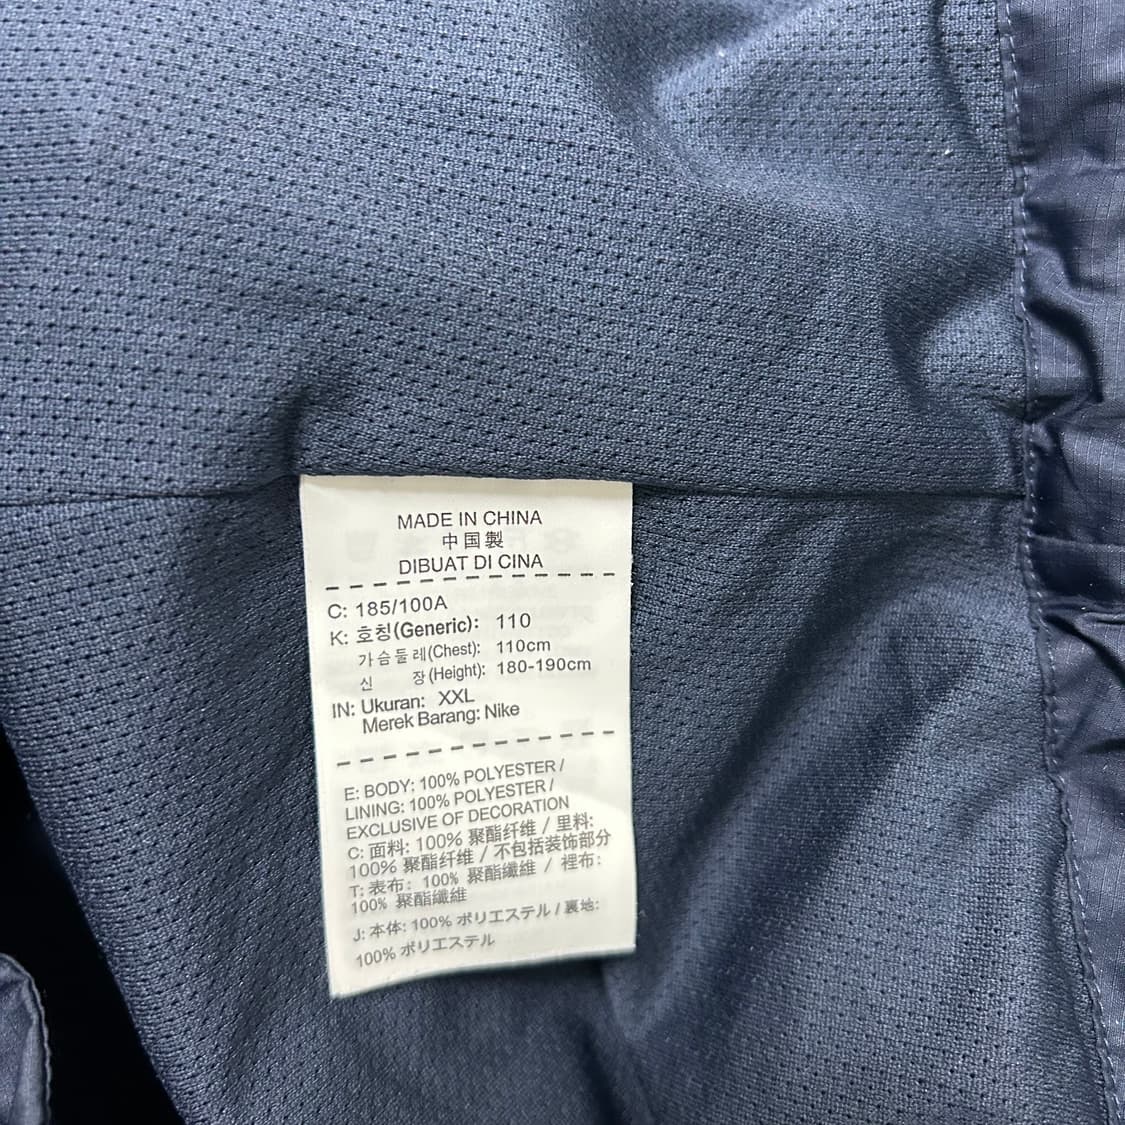 MADE IN CHINA
中国製
DIBUAT DI CINA
C: 185/100A
K: 호칭(Generic): 110
가슴둘레(Chest): 110cm
신 장(Height): 180-190cm
IN: Ukuran: XXL
Merek Barang: Nike
E: BODY: 100% POLYESTER /
LINING: 100% POLYESTER /
EXCLUSIVE OF DECORATION
C: 面料: 100% 聚酯纤维 / 里料:
100% 聚酯纤维 / 不包括装饰部分
T: 表布: 100% 聚酯纖維 / 裡布:
100% 聚酯纖維
J: 本体: 100% ポリエステル / 裏地:
100% ポリエステル